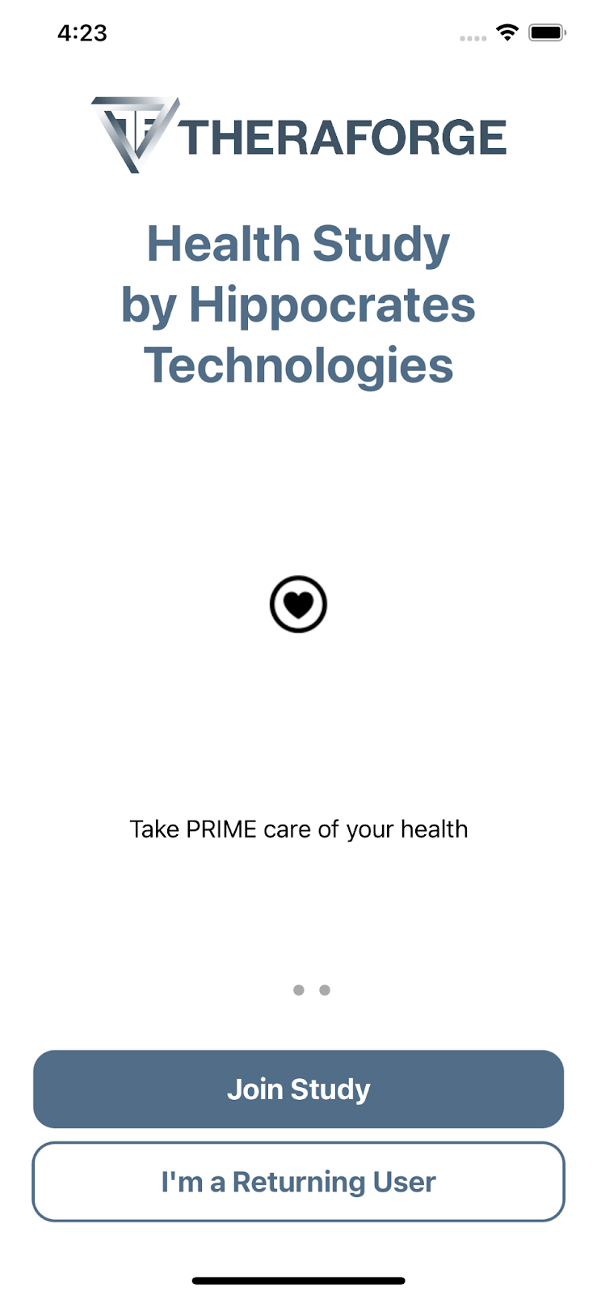 4:23
THERAFORGE
Health Study
by Hippocrates
Technologies
Take PRIME care of your health
Join Study
I'm a Returning User